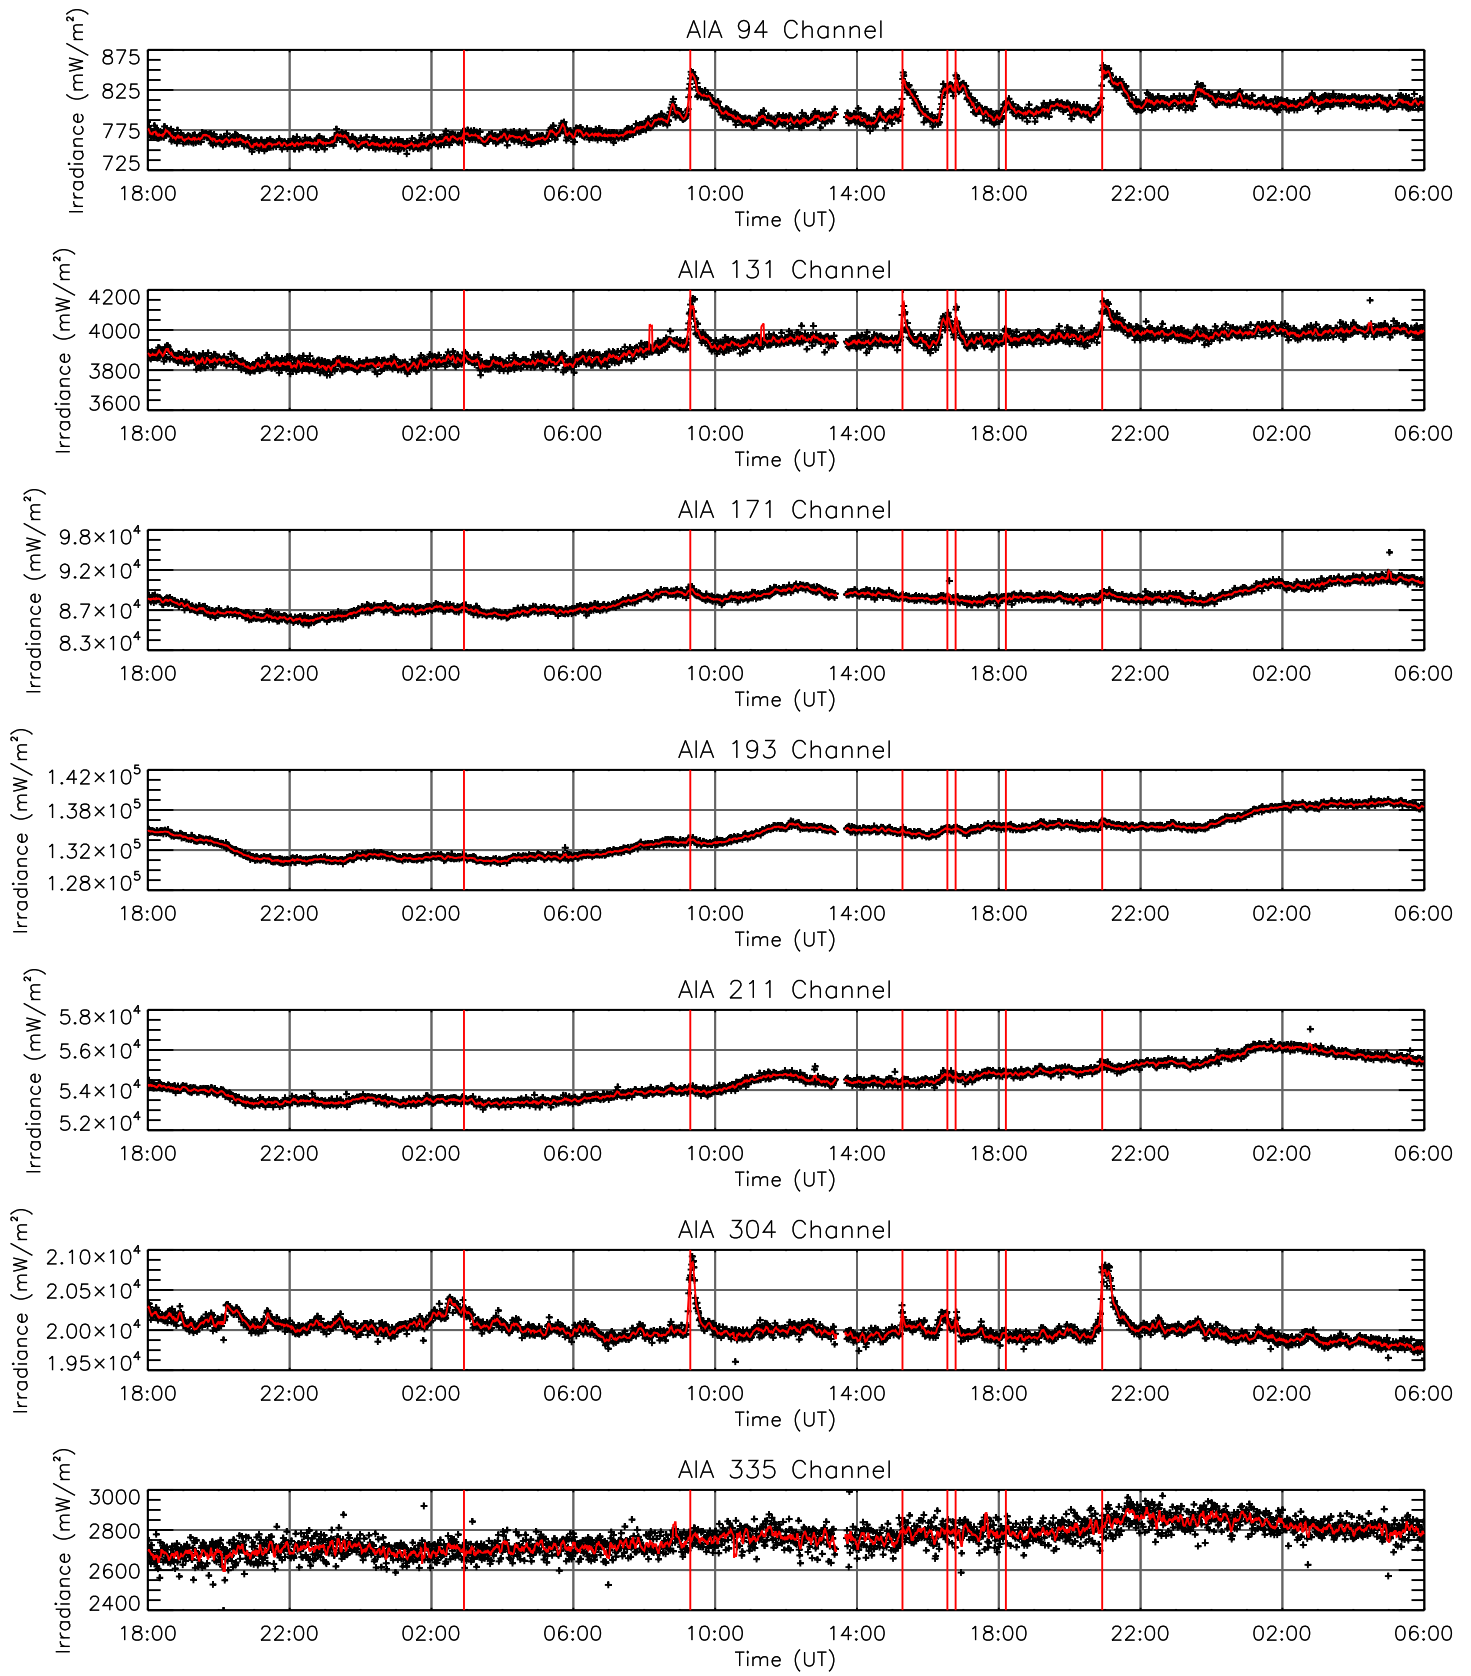 AIA 94 Channel
Irradiance (mW/m²)
875
825
775
725
18:00 22:00 02:00 06:00 10:00 14:00 18:00 22:00 02:00 06:00
Time (UT)
AIA 131 Channel
Irradiance (mW/m²)
4200
4000
3800
3600
18:00 22:00 02:00 06:00 10:00 14:00 18:00 22:00 02:00 06:00
Time (UT)
AIA 171 Channel
Irradiance (mW/m²)
9.8×10⁴
9.2×10⁴
8.7×10⁴
8.3×10⁴
18:00 22:00 02:00 06:00 10:00 14:00 18:00 22:00 02:00 06:00
Time (UT)
AIA 193 Channel
Irradiance (mW/m²)
1.42×10⁵
1.38×10⁵
1.32×10⁵
1.28×10⁵
18:00 22:00 02:00 06:00 10:00 14:00 18:00 22:00 02:00 06:00
Time (UT)
AIA 211 Channel
Irradiance (mW/m²)
5.8×10⁴
5.6×10⁴
5.4×10⁴
5.2×10⁴
18:00 22:00 02:00 06:00 10:00 14:00 18:00 22:00 02:00 06:00
Time (UT)
AIA 304 Channel
Irradiance (mW/m²)
2.10×10⁴
2.05×10⁴
2.00×10⁴
1.95×10⁴
18:00 22:00 02:00 06:00 10:00 14:00 18:00 22:00 02:00 06:00
Time (UT)
AIA 335 Channel
Irradiance (mW/m²)
3000
2800
2600
2400
18:00 22:00 02:00 06:00 10:00 14:00 18:00 22:00 02:00 06:00
Time (UT)